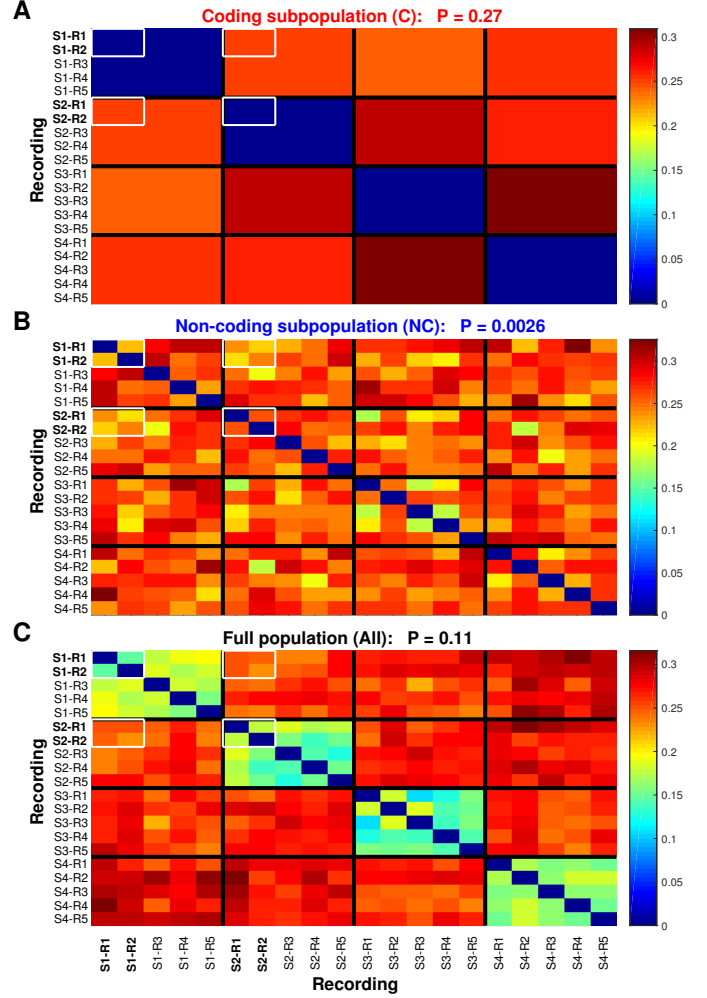 A
Coding subpopulation (C): P = 0.27
S1-R1
S1-R2
S1-R3
S1-R4
S1-R5
S2-R1
S2-R2
S2-R3
S2-R4
S2-R5
S3-R1
S3-R2
S3-R3
S3-R4
S3-R5
S4-R1
S4-R2
S4-R3
S4-R4
S4-R5
Recording
0.3
0.25
0.2
0.15
0.1
0.05
0
B
Non-coding subpopulation (NC): P = 0.0026
S1-R1
S1-R2
S1-R3
S1-R4
S1-R5
S2-R1
S2-R2
S2-R3
S2-R4
S2-R5
S3-R1
S3-R2
S3-R3
S3-R4
S3-R5
S4-R1
S4-R2
S4-R3
S4-R4
S4-R5
Recording
0.3
0.25
0.2
0.15
0.1
0.05
0
C
Full population (All): P = 0.11
S1-R1
S1-R2
S1-R3
S1-R4
S1-R5
S2-R1
S2-R2
S2-R3
S2-R4
S2-R5
S3-R1
S3-R2
S3-R3
S3-R4
S3-R5
S4-R1
S4-R2
S4-R3
S4-R4
S4-R5
Recording
0.3
0.25
0.2
0.15
0.1
0.05
0
S1-R1
S1-R2
S1-R3
S1-R4
S1-R5
S2-R1
S2-R2
S2-R3
S2-R4
S2-R5
S3-R1
S3-R2
S3-R3
S3-R4
S3-R5
S4-R1
S4-R2
S4-R3
S4-R4
S4-R5
Recording